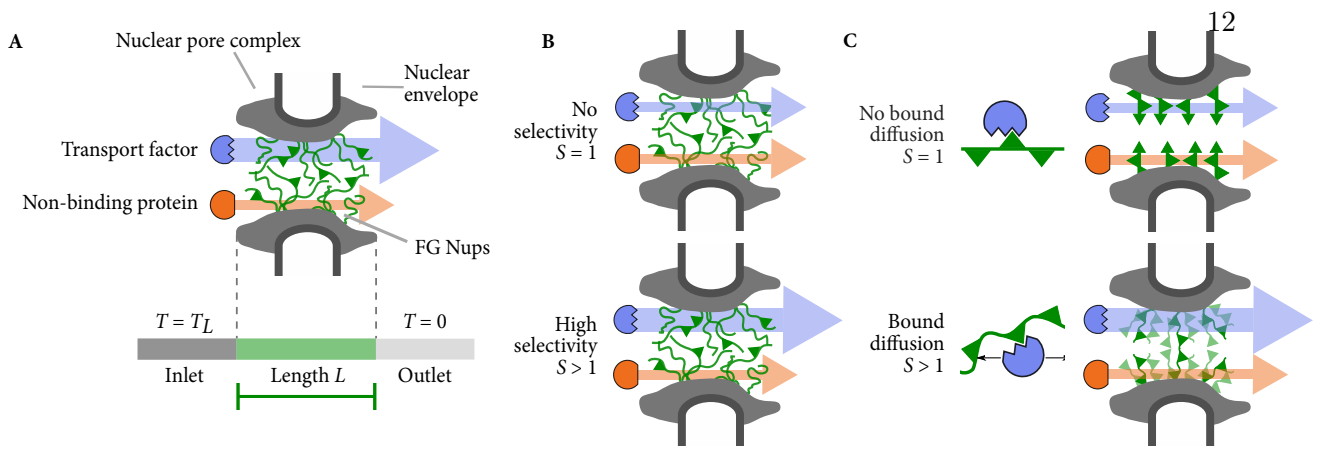 12
A
Nuclear pore complex
Nuclear
envelope
Transport factor
Non-binding protein
FG Nups
T = T_L
T = 0
Inlet
Length L
Outlet
B
No
selectivity
S = 1
High
selectivity
S > 1
C
No bound
diffusion
S = 1
Bound
diffusion
S > 1